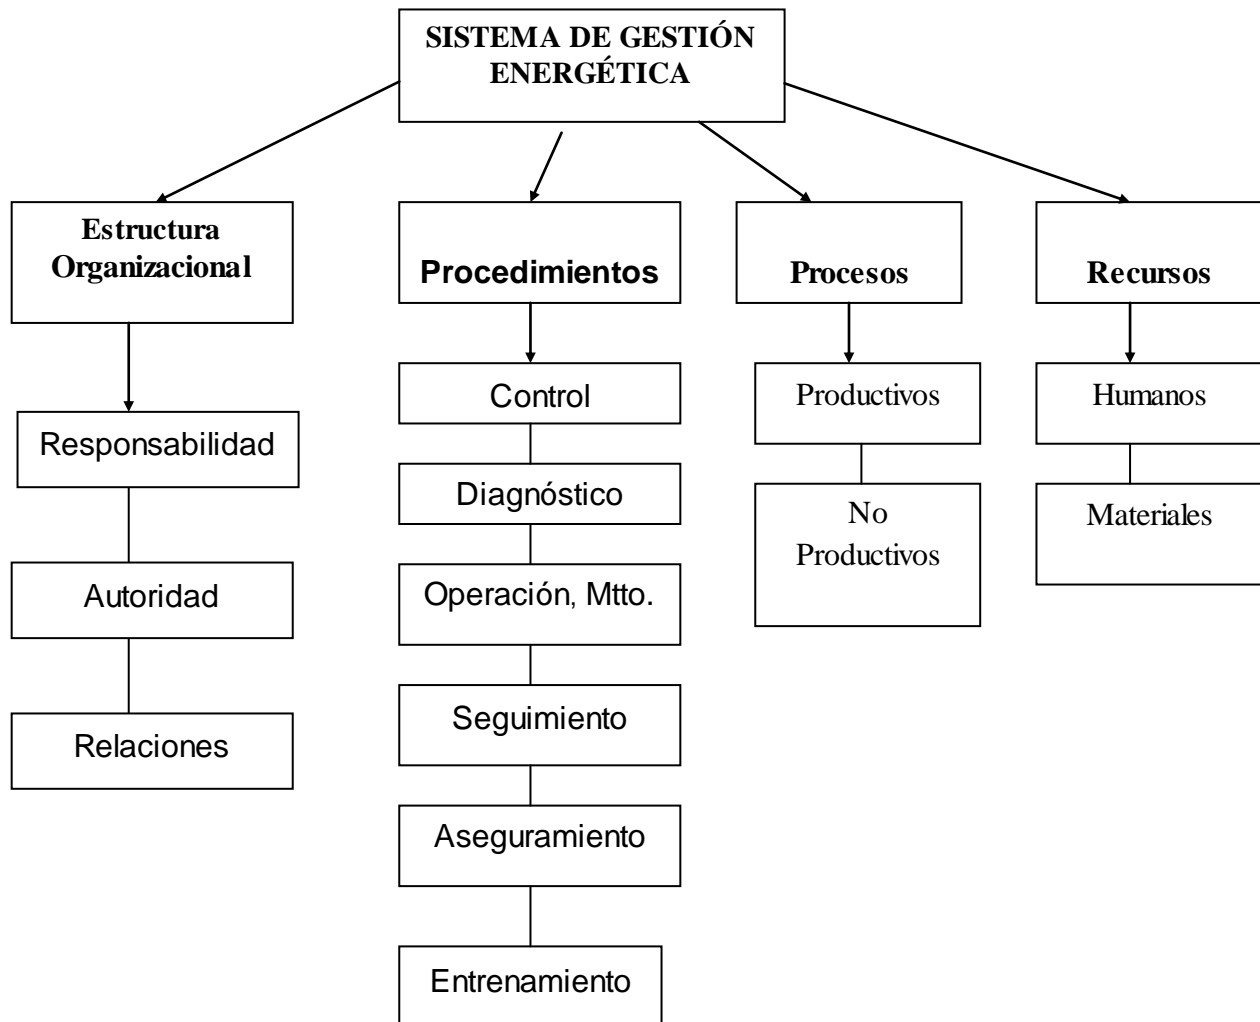 SISTEMA DE GESTIÓN
ENERGÉTICA
Estructura
Organizacional
Responsabilidad
Autoridad
Relaciones
Procedimientos
Control
Diagnóstico
Operación, Mtto.
Seguimiento
Aseguramiento
Entrenamiento
Procesos
Productivos
No
Productivos
Recursos
Humanos
Materiales